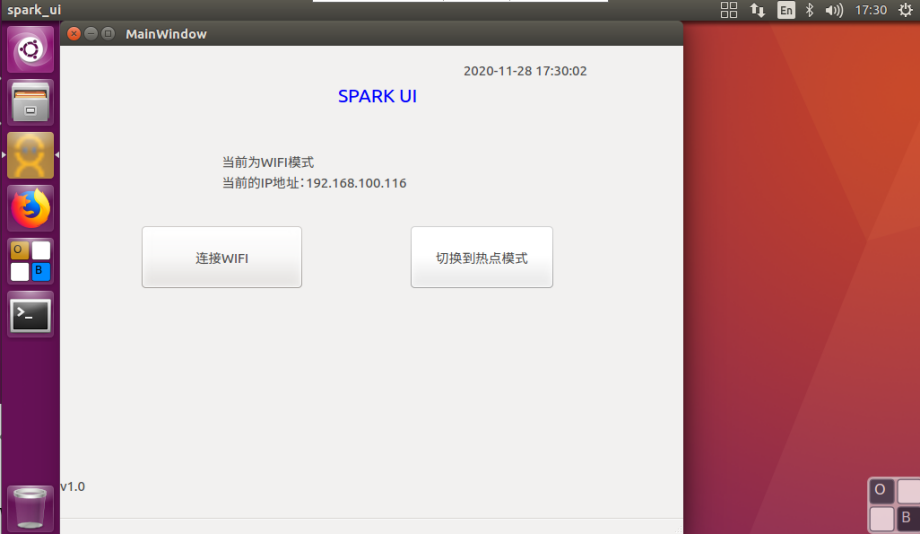 spark_ui
En
17:30
MainWindow
2020-11-28 17:30:02
SPARK UI
当前为WIFI模式
当前的IP地址:192.168.100.116
连接WIFI
切换到热点模式
O
B
>_
v1.0
O
B